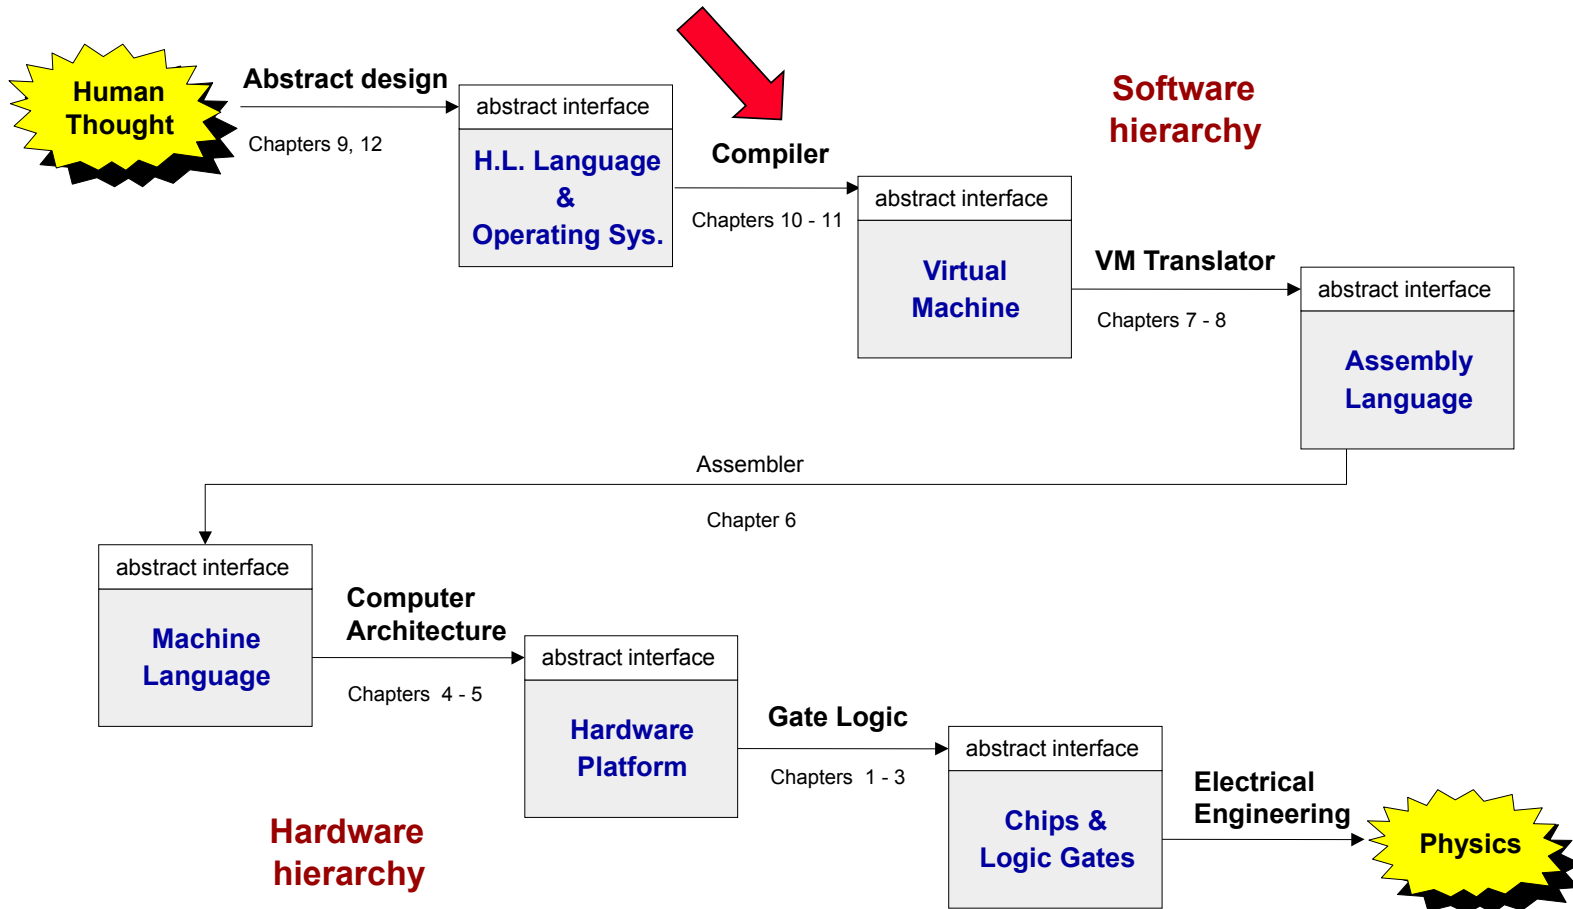 Human
Thought
Abstract design
Chapters 9, 12
abstract interface
H.L. Language
&
Operating Sys.
Compiler
Chapters 10 - 11
Software
hierarchy
abstract interface
Virtual
Machine
VM Translator
Chapters 7 - 8
abstract interface
Assembly
Language
Assembler
Chapter 6
abstract interface
Machine
Language
Computer
Architecture
Chapters 4 - 5
abstract interface
Hardware
Platform
Gate Logic
Chapters 1 - 3
abstract interface
Chips &
Logic Gates
Electrical
Engineering
Physics
Hardware
hierarchy